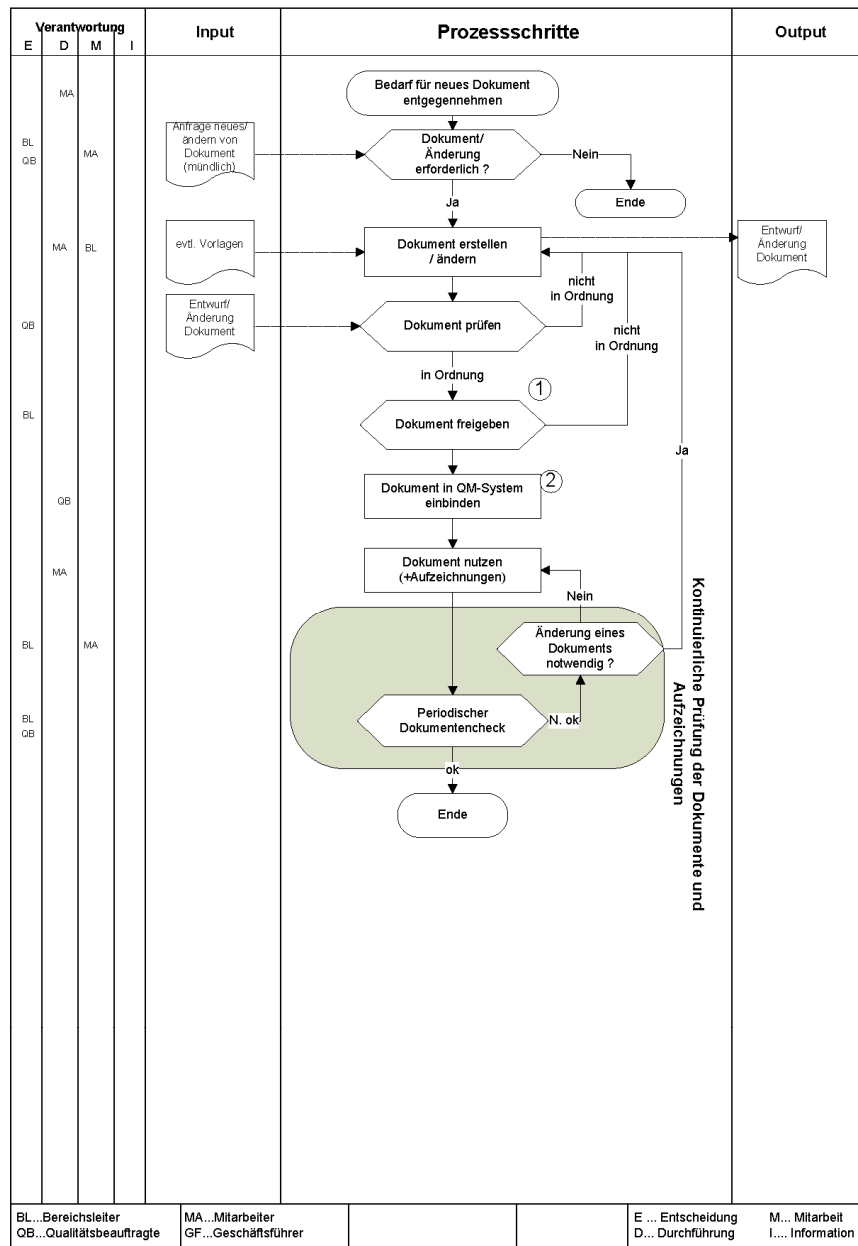 Verantwortung
E D M I
Input
Prozessschritte
Output
MA
Bedarf für neues Dokument
entgegennehmen
BL
QB
MA
Anfrage neues/
ändern von
Dokument
(mündlich)
Dokument/
Änderung
erforderlich ?
Nein
Ende
Ja
MA
BL
evtl. Vorlagen
Dokument erstellen
/ ändern
Entwurf/
Änderung
Dokument
nicht
in Ordnung
QB
Entwurf/
Änderung
Dokument
Dokument prüfen
nicht
in Ordnung
in Ordnung
1
BL
Dokument freigeben
Ja
2
QB
Dokument in QM-System
einbinden
MA
Dokument nutzen
(+Aufzeichnungen)
Nein
BL
MA
Änderung eines
Dokuments
notwendig ?
Kontinuierliche Prüfung der Dokumente und
Aufzeichnungen
BL
QB
Periodischer
Dokumentencheck
N. ok
ok
Ende
BL...Bereichsleiter
QB...Qualitätsbeauftragte
MA...Mitarbeiter
GF...Geschäftsführer
E ... Entscheidung
D... Durchführung
M... Mitarbeit
I.... Information